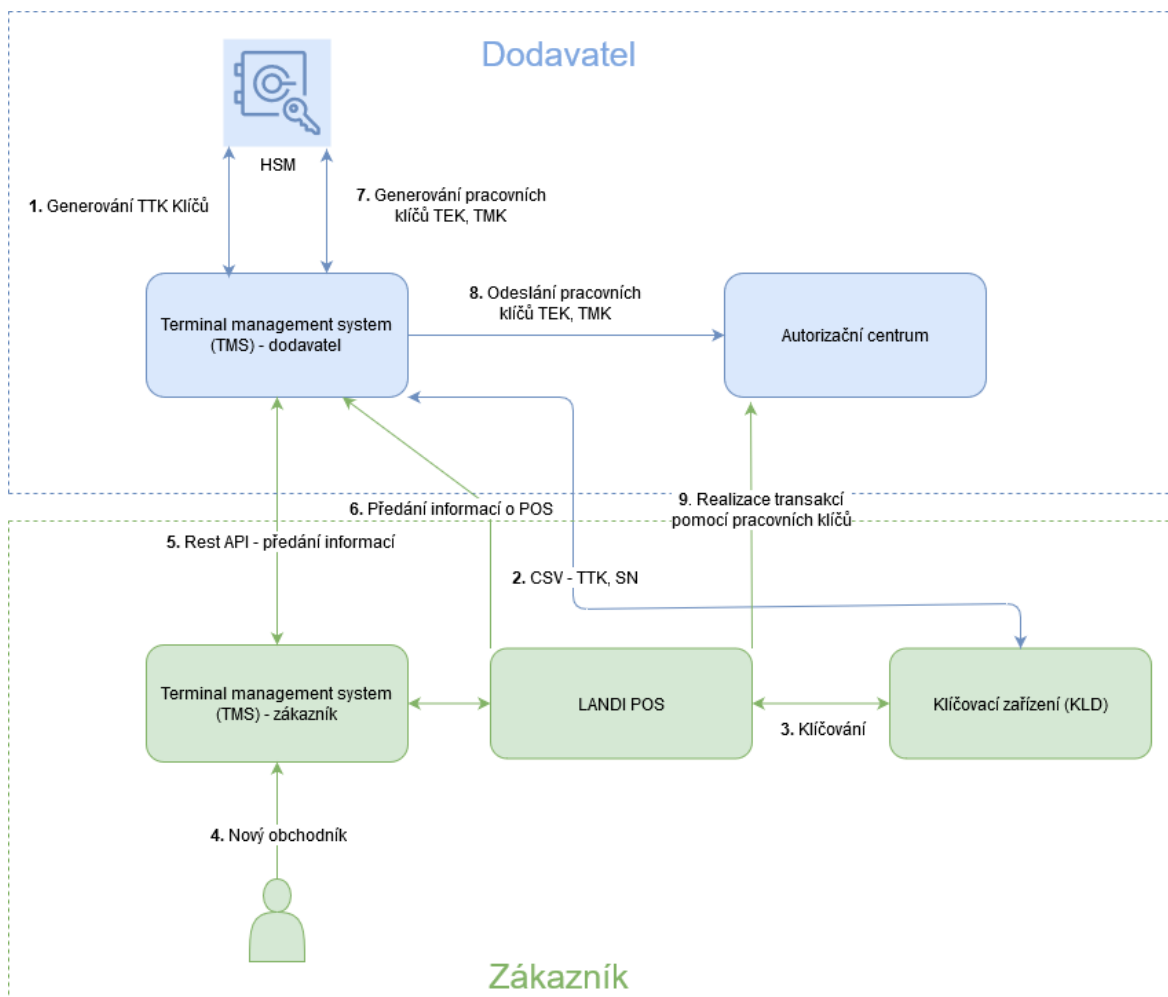 Dodavatel
HSM
1. Generování TTK Klíčů
7. Generování pracovních
klíčů TEK, TMK
8. Odeslání pracovních
klíčů TEK, TMK
Terminal management system
(TMS) - dodavatel
Autorizační centrum
6. Předání informací o POS
9. Realizace transakcí
pomocí pracovních klíčů
5. Rest API - předání informací
2. CSV - TTK, SN
Terminal management system
(TMS) - zákazník
LANDI POS
Klíčovací zařízení (KLD)
3. Klíčování
4. Nový obchodník
Zákazník